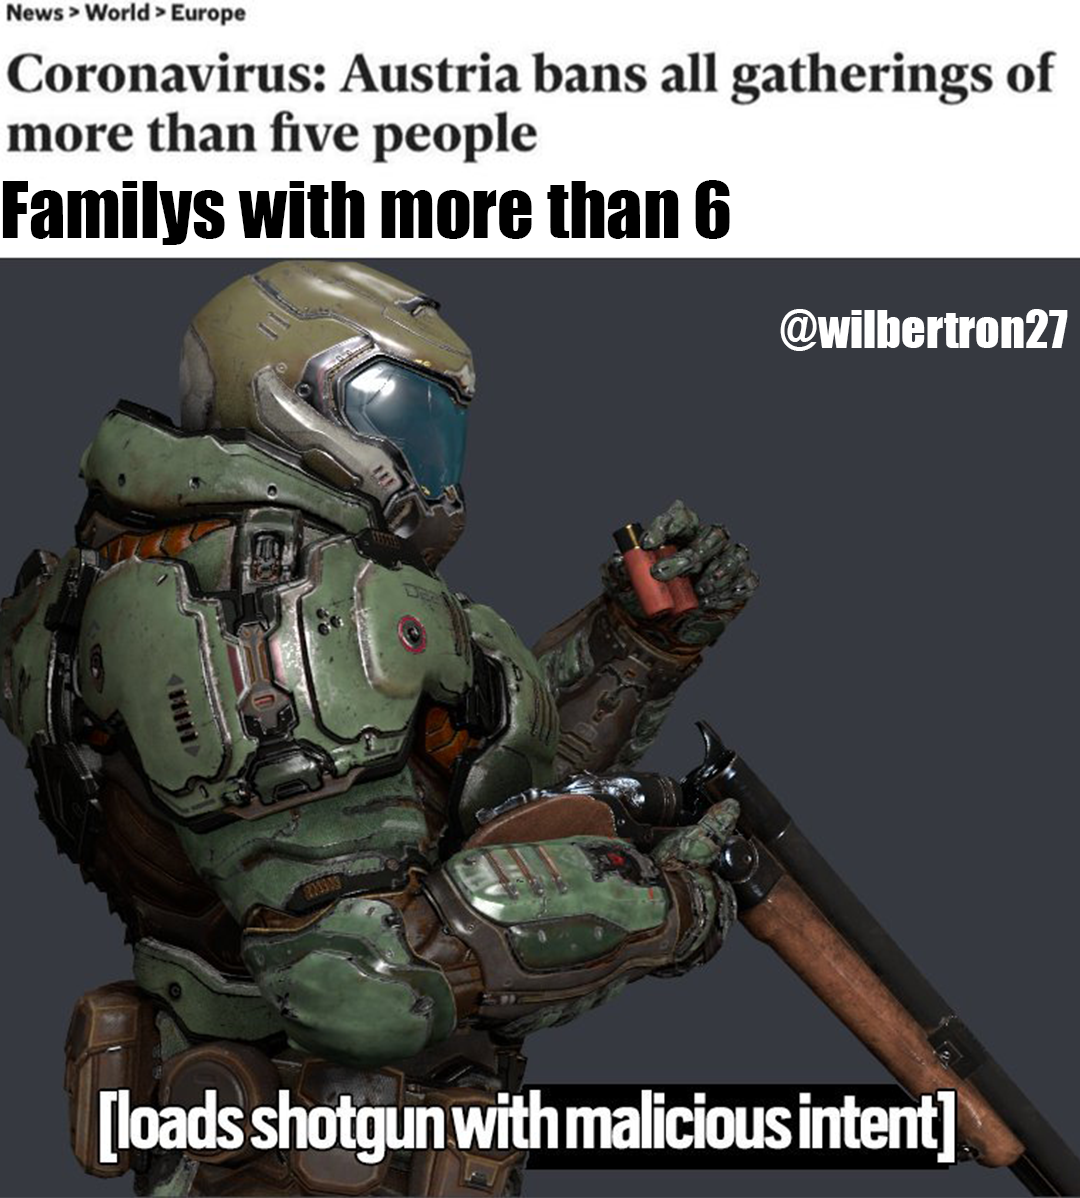 News > World > Europe
Coronavirus: Austria bans all gatherings of
more than five people
Familys with more than 6
@wilbertron27
[loads shotgun with malicious intent]